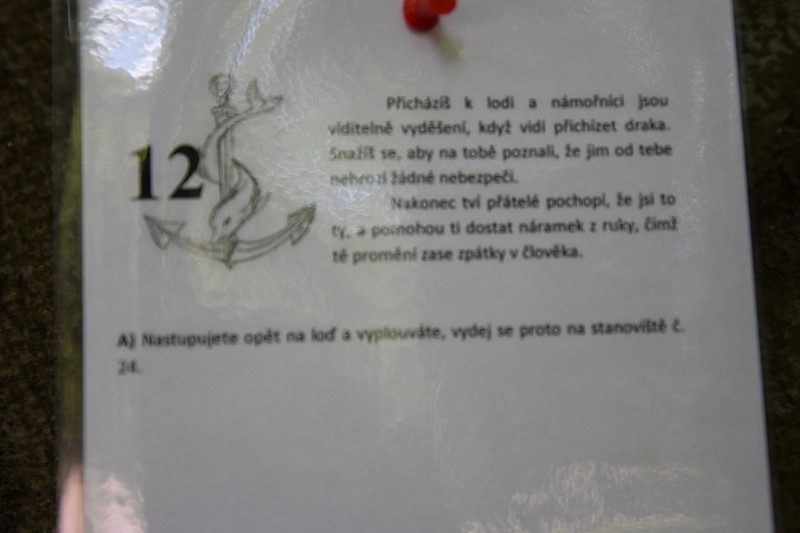 12
Přicházíš k lodi a námořníci jsou
viditelně vyděšení, když vidí přicházet draka.
Snažíš se, aby na tobě poznali, že jim od tebe
nehrozí žádné nebezpečí.
Nakonec tví přátelé pochopí, že jsi to
ty, a pomohou ti dostat náramek z ruky, čímž
tě promění zase zpátky v člověka.
A) Nastupujete opět na loď a vyplouváte, vydej se proto na stanoviště č.
24.